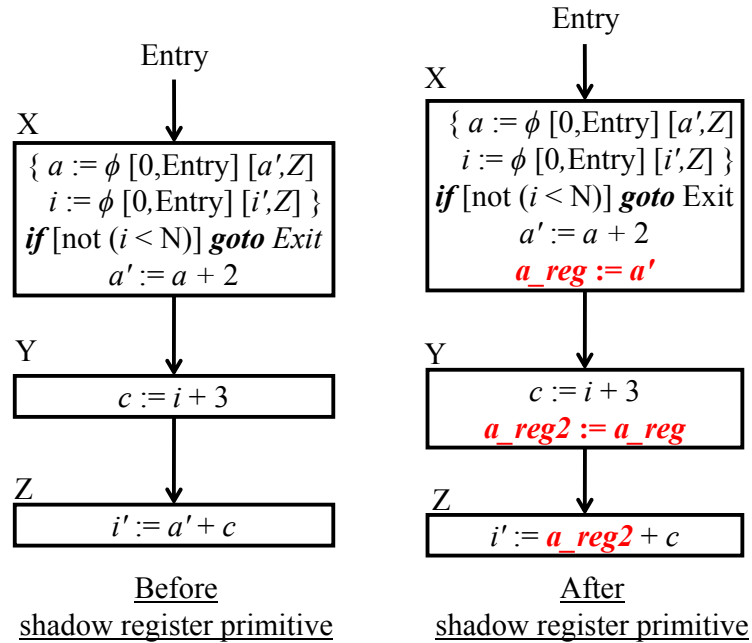 Entry
X
{ a := ϕ [0,Entry] [a',Z]
i := ϕ [0,Entry] [i',Z] }
if [not (i < N)] goto Exit
a' := a + 2
Y
c := i + 3
Z
i' := a' + c
Before
shadow register primitive
Entry
X
{ a := ϕ [0,Entry] [a',Z]
i := ϕ [0,Entry] [i',Z] }
if [not (i < N)] goto Exit
a' := a + 2
a_reg := a'
Y
c := i + 3
a_reg2 := a_reg
Z
i' := a_reg2 + c
After
shadow register primitive